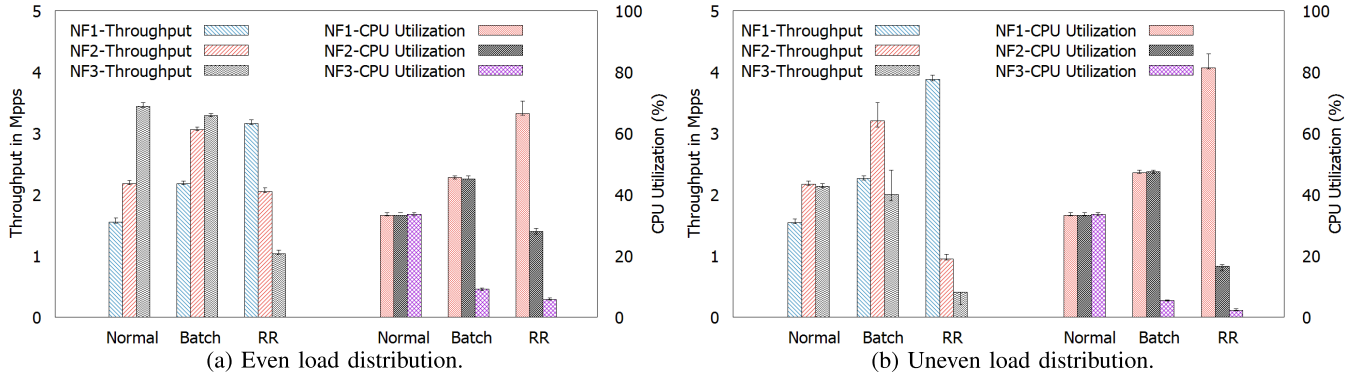 5
4
3
2
1
0
Throughput in Mpps
NF1-Throughput
NF2-Throughput
NF3-Throughput
NF1-CPU Utilization
NF2-CPU Utilization
NF3-CPU Utilization
100
80
60
40
20
0
CPU Utilization (%)
Normal Batch RR Normal Batch RR
(a) Even load distribution.
5
4
3
2
1
0
Throughput in Mpps
NF1-Throughput
NF2-Throughput
NF3-Throughput
NF1-CPU Utilization
NF2-CPU Utilization
NF3-CPU Utilization
100
80
60
40
20
0
CPU Utilization (%)
Normal Batch RR Normal Batch RR
(b) Uneven load distribution.